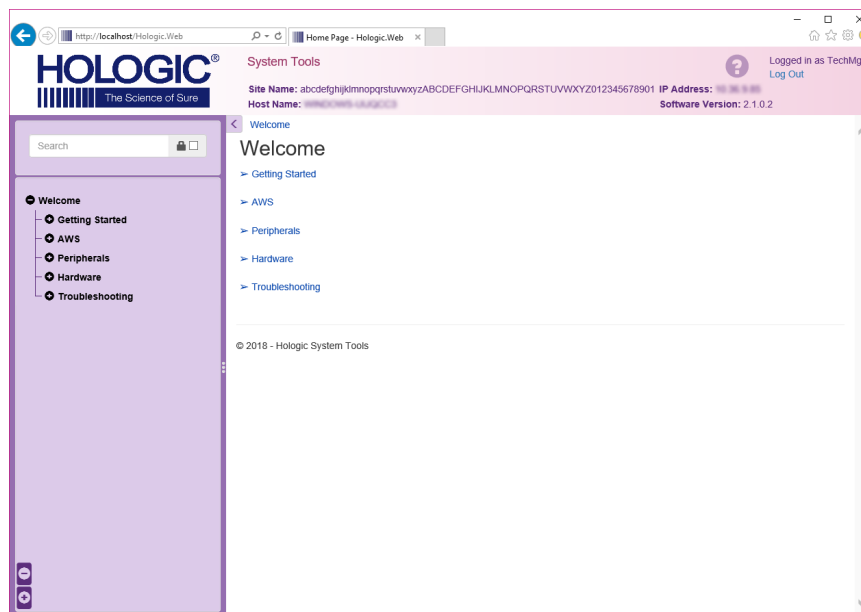 http://localhost/Hologic.Web
Home Page - Hologic.Web
HOLOGIC®
The Science of Sure
System Tools
Logged in as TechMg
Log Out
Site Name: abcdefghijklmnopqrstuvwxyzABCDEFGHIJKLMNOPQRSTUVWXYZ012345678901 IP Address:
Host Name:
Software Version: 2.1.0.2
Search
Welcome
Getting Started
AWS
Peripherals
Hardware
Troubleshooting
Welcome
Welcome
➢ Getting Started
➢ AWS
➢ Peripherals
➢ Hardware
➢ Troubleshooting
© 2018 - Hologic System Tools